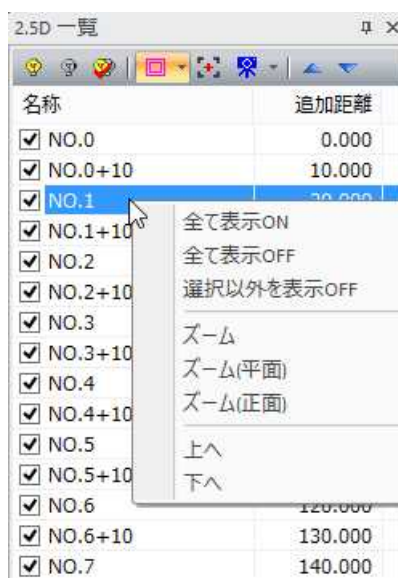 2.5D 一覧
名称 追加距離
NO.0 0.000
NO.0+10 10.000
NO.1 20.000
NO.1+10
NO.2
NO.2+10
NO.3
NO.3+10
NO.4
NO.4+10
NO.5
NO.5+10
NO.6 120.000
NO.6+10 130.000
NO.7 140.000
全て表示ON
全て表示OFF
選択以外を表示OFF
ズーム
ズーム(平面)
ズーム(正面)
上へ
下へ